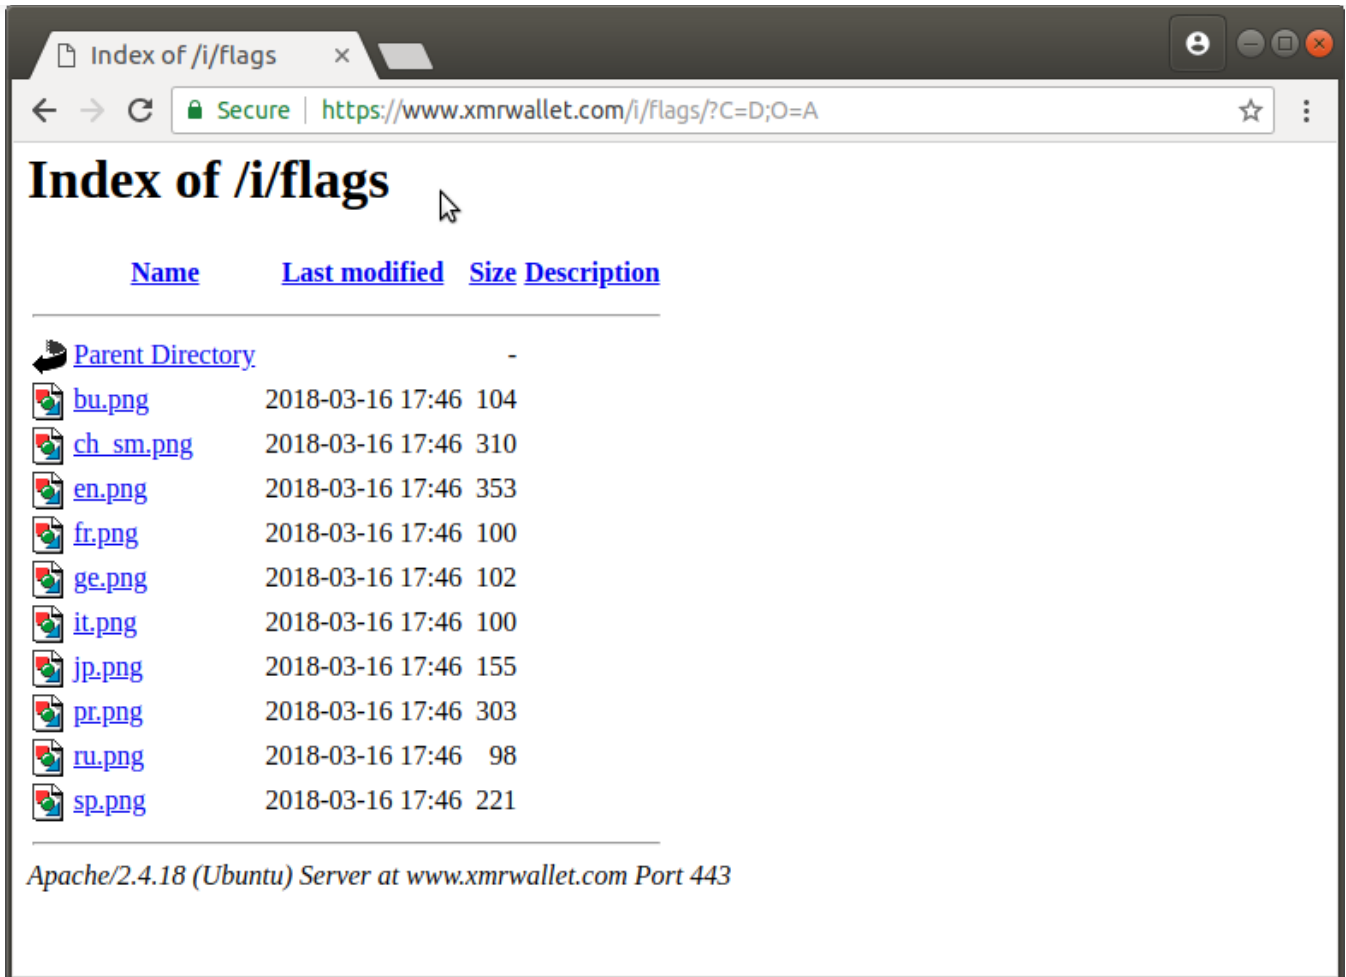 Index of /i/flags
Secure https://www.xmrwallet.com/i/flags/?C=D;O=A
Index of /i/flags
Name Last modified Size Description
Parent Directory -
bu.png 2018-03-16 17:46 104
ch_sm.png 2018-03-16 17:46 310
en.png 2018-03-16 17:46 353
fr.png 2018-03-16 17:46 100
ge.png 2018-03-16 17:46 102
it.png 2018-03-16 17:46 100
jp.png 2018-03-16 17:46 155
pr.png 2018-03-16 17:46 303
ru.png 2018-03-16 17:46 98
sp.png 2018-03-16 17:46 221
Apache/2.4.18 (Ubuntu) Server at www.xmrwallet.com Port 443